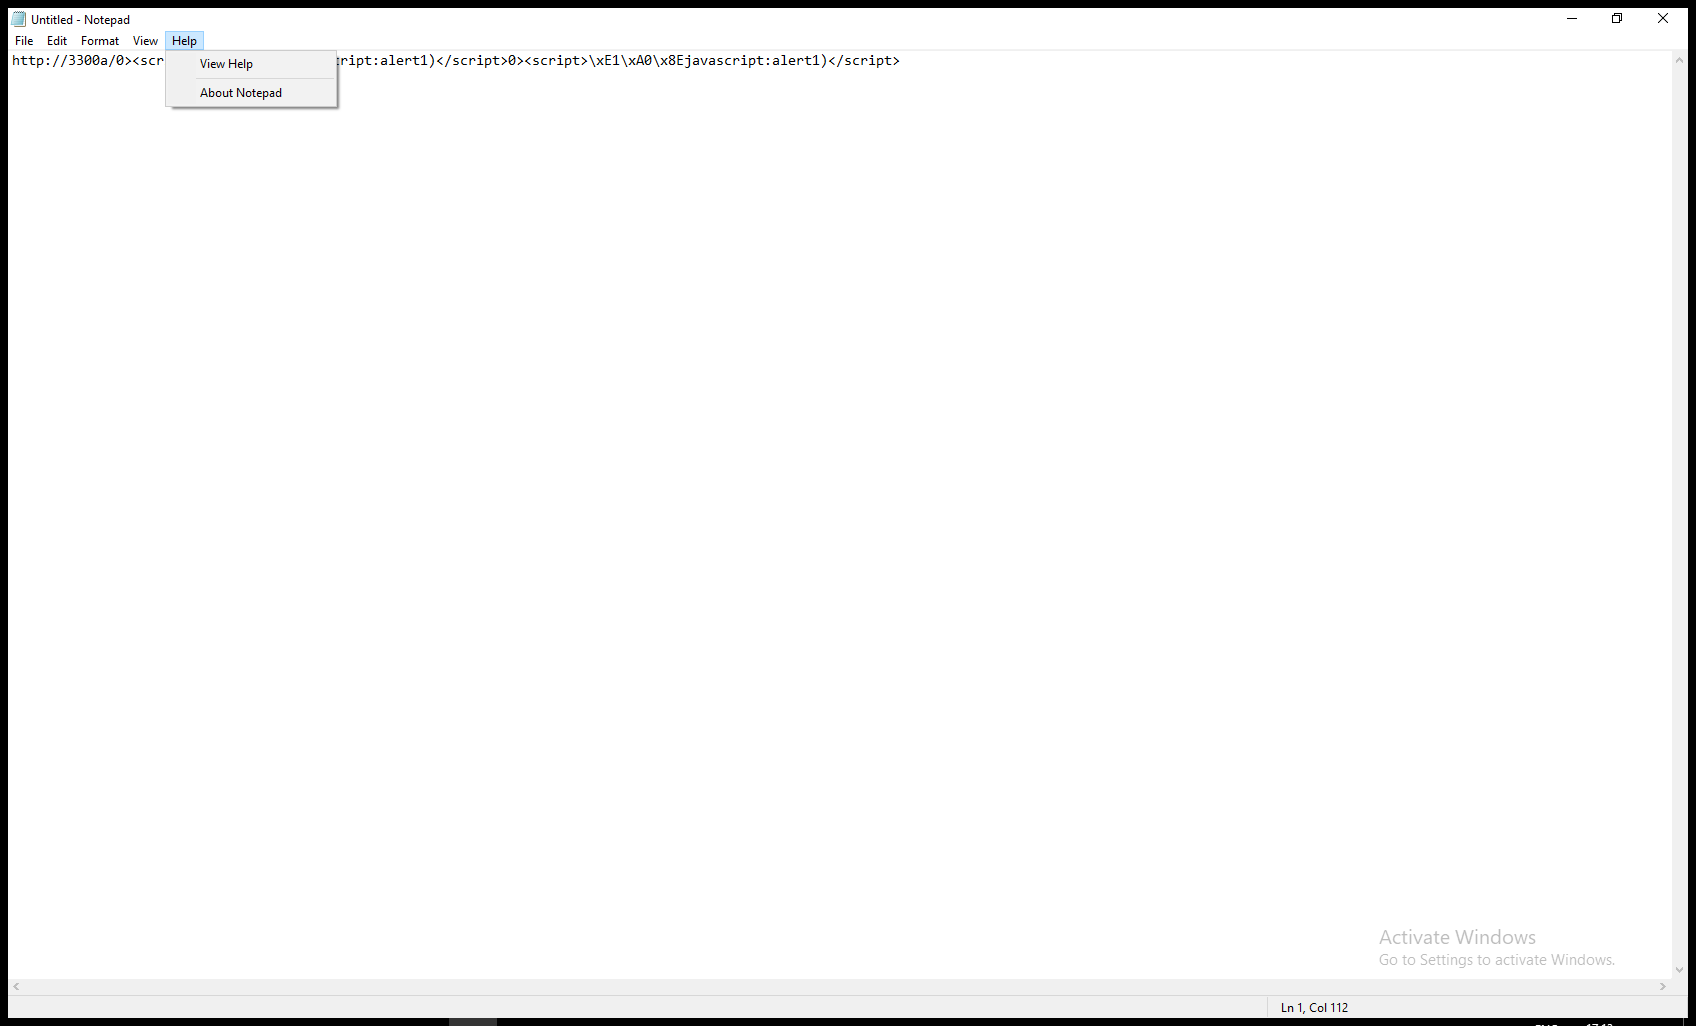 Untitled - Notepad
File Edit Format View Help
http://3300a/0><scr ript:alert1)</script>0><script>\xE1\xA0\x8Ejavascript:alert1)</script>
View Help
About Notepad
Activate Windows
Go to Settings to activate Windows.
Ln 1, Col 112